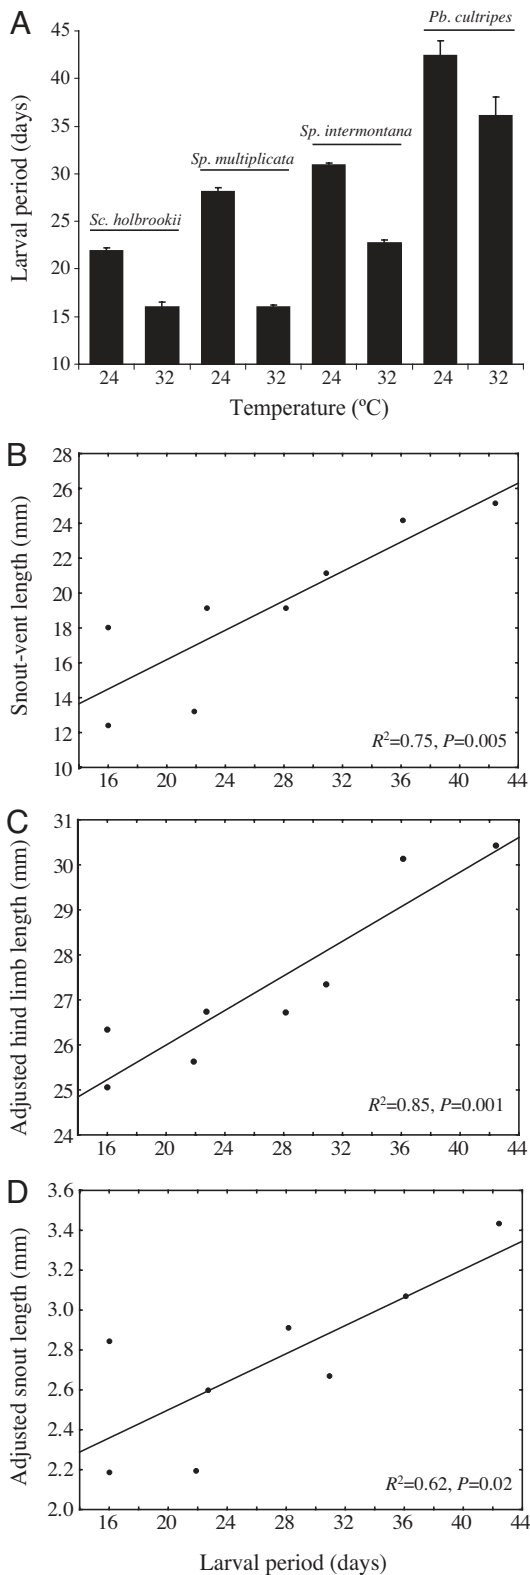 A
Larval period (days)
45
40
35
30
25
20
15
10
Sc. holbrookii
Sp. multiplicata
Sp. intermontana
Pb. cultripes
24 32 24 32 24 32 24 32
Temperature (ºC)
B
Snout-vent length (mm)
28
26
24
22
20
18
16
14
12
10
R²=0.75, P=0.005
16 20 24 28 32 36 40 44
C
Adjusted hind limb length (mm)
31
30
29
28
27
26
25
24
R²=0.85, P=0.001
16 20 24 28 32 36 40 44
D
Adjusted snout length (mm)
3.6
3.4
3.2
3.0
2.8
2.6
2.4
2.2
2.0
R²=0.62, P=0.02
16 20 24 28 32 36 40 44
Larval period (days)